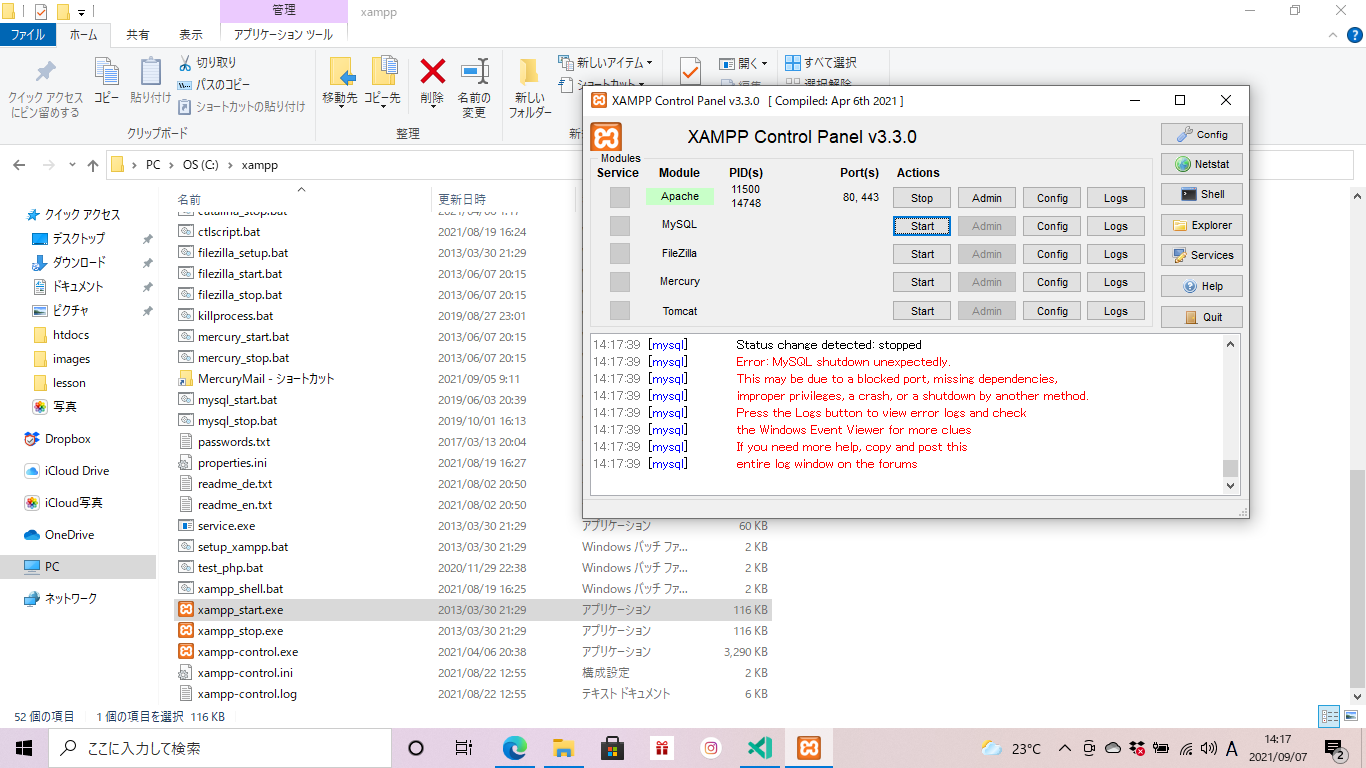 管理
xampp
ファイル ホーム 共有 表示 アプリケーション ツール
クイック アクセス
にピン留めする
コピー
貼り付け
切り取り
パスのコピー
ショートカットの貼り付け
クリップボード
移動先
コピー先
削除
名前の
変更
整理
新しい
フォルダー
新しいアイテム
ショートカット
開く
すべて選択
PC OS (C:) xampp
クイック アクセス
デスクトップ
ダウンロード
ドキュメント
ピクチャ
htdocs
images
lesson
写真
Dropbox
iCloud Drive
iCloud写真
OneDrive
PC
ネットワーク
名前 更新日時
catalina_stop.bat
ctlscript.bat 2021/08/19 16:24
filezilla_setup.bat 2013/03/30 21:29
filezilla_start.bat 2013/06/07 20:15
filezilla_stop.bat 2013/06/07 20:15
killprocess.bat 2019/08/27 23:01
mercury_start.bat 2013/06/07 20:15
mercury_stop.bat 2013/06/07 20:15
MercuryMail - ショートカット 2021/09/05 9:11
mysql_start.bat 2019/06/03 20:39
mysql_stop.bat 2019/10/01 16:13
passwords.txt 2017/03/13 20:04
properties.ini 2021/08/19 16:27
readme_de.txt 2021/08/02 20:50
readme_en.txt 2021/08/02 20:50
service.exe 2013/03/30 21:29 アプリケーション 60 KB
setup_xampp.bat 2013/03/30 21:29 Windows バッチ ファ... 2 KB
test_php.bat 2020/11/29 22:38 Windows バッチ ファ... 2 KB
xampp_shell.bat 2021/08/19 16:25 Windows バッチ ファ... 2 KB
xampp_start.exe 2013/03/30 21:29 アプリケーション 116 KB
xampp_stop.exe 2013/03/30 21:29 アプリケーション 116 KB
xampp-control.exe 2021/04/06 20:38 アプリケーション 3,290 KB
xampp-control.ini 2021/08/22 12:55 構成設定 2 KB
xampp-control.log 2021/08/22 12:55 テキスト ドキュメント 6 KB
52 個の項目 1 個の項目を選択 116 KB
XAMPP Control Panel v3.3.0 [ Compiled: Apr 6th 2021 ]
XAMPP Control Panel v3.3.0
Modules
Service Module PID(s) Port(s) Actions
Apache 11500
14748 80, 443 Stop Admin Config Logs
MySQL Start Admin Config Logs
FileZilla Start Admin Config Logs
Mercury Start Admin Config Logs
Tomcat Start Admin Config Logs
Config
Netstat
Shell
Explorer
Services
Help
Quit
14:17:39 [mysql] Status change detected: stopped
14:17:39 [mysql] Error: MySQL shutdown unexpectedly.
14:17:39 [mysql] This may be due to a blocked port, missing dependencies,
14:17:39 [mysql] improper privileges, a crash, or a shutdown by another method.
14:17:39 [mysql] Press the Logs button to view error logs and check
14:17:39 [mysql] the Windows Event Viewer for more clues
14:17:39 [mysql] If you need more help, copy and post this
14:17:39 [mysql] entire log window on the forums
ここに入力して検索
23°C
A
14:17
2021/09/07
2